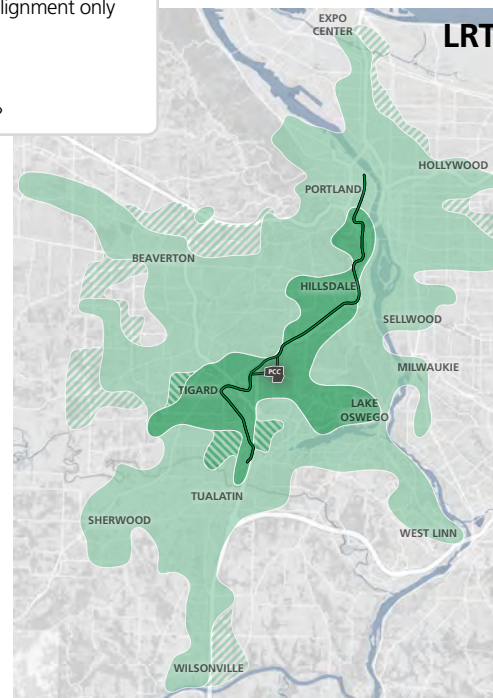 lignment only
EXPO
CENTER
LRT
HOLLYWOOD
PORTLAND
BEAVERTON
HILLSDALE
SELLWOOD
MILWAUKIE
PCC
TIGARD
LAKE
OSWEGO
TUALATIN
SHERWOOD
WEST LINN
WILSONVILLE